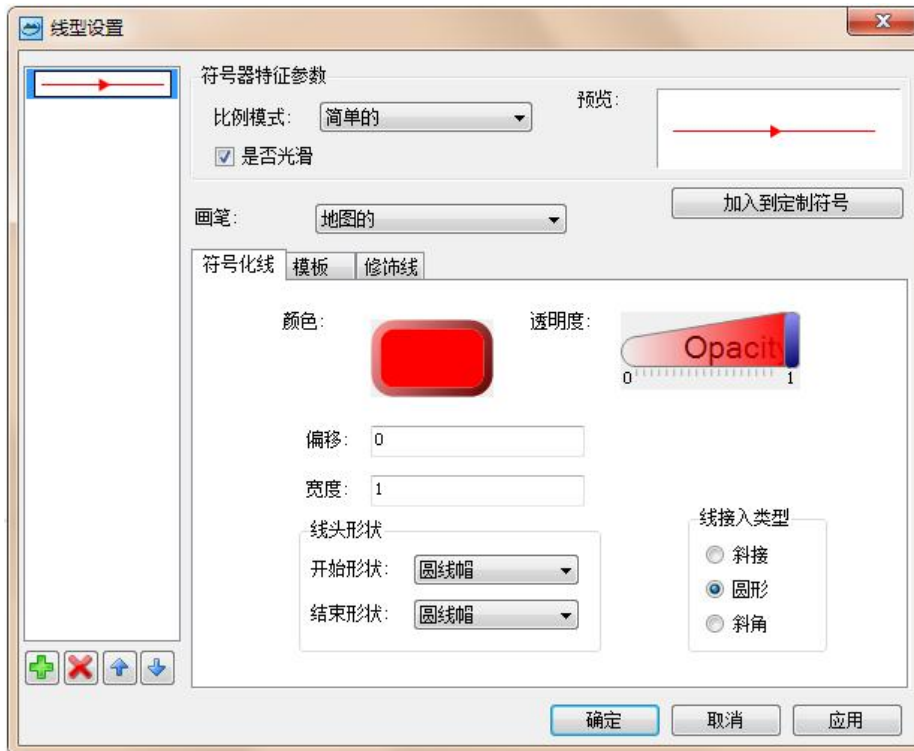 线型设置
符号器特征参数
比例模式: 简单的
预览:
是否光滑
加入到定制符号
画笔: 地图的
符号化线 模板 修饰线
颜色: 透明度:
Opacity
0 1
偏移: 0
宽度: 1
线头形状
开始形状: 圆线帽
结束形状: 圆线帽
线接入类型
斜接
圆形
斜角
确定 取消 应用